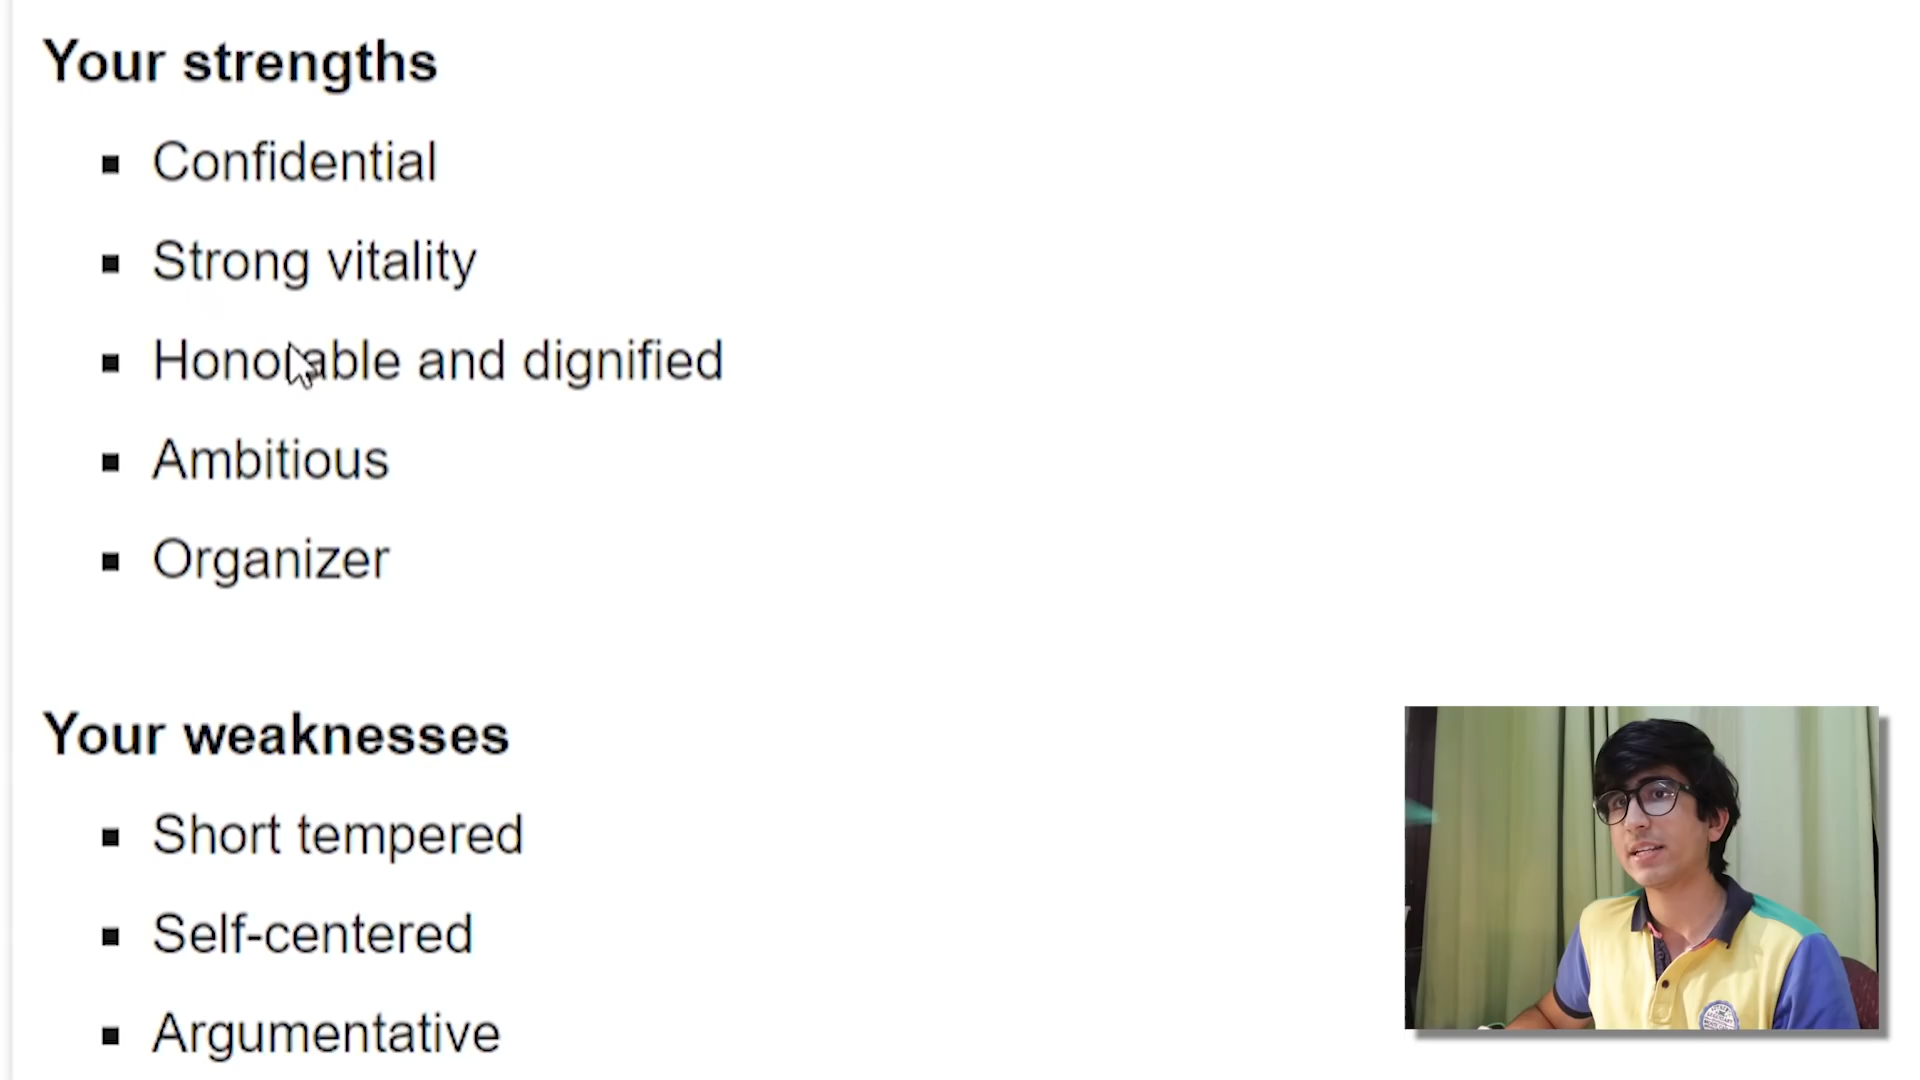 Your strengths
Confidential
Strong vitality
Honorable and dignified
Ambitious
Organizer
Your weaknesses
Short tempered
Self-centered
Argumentative